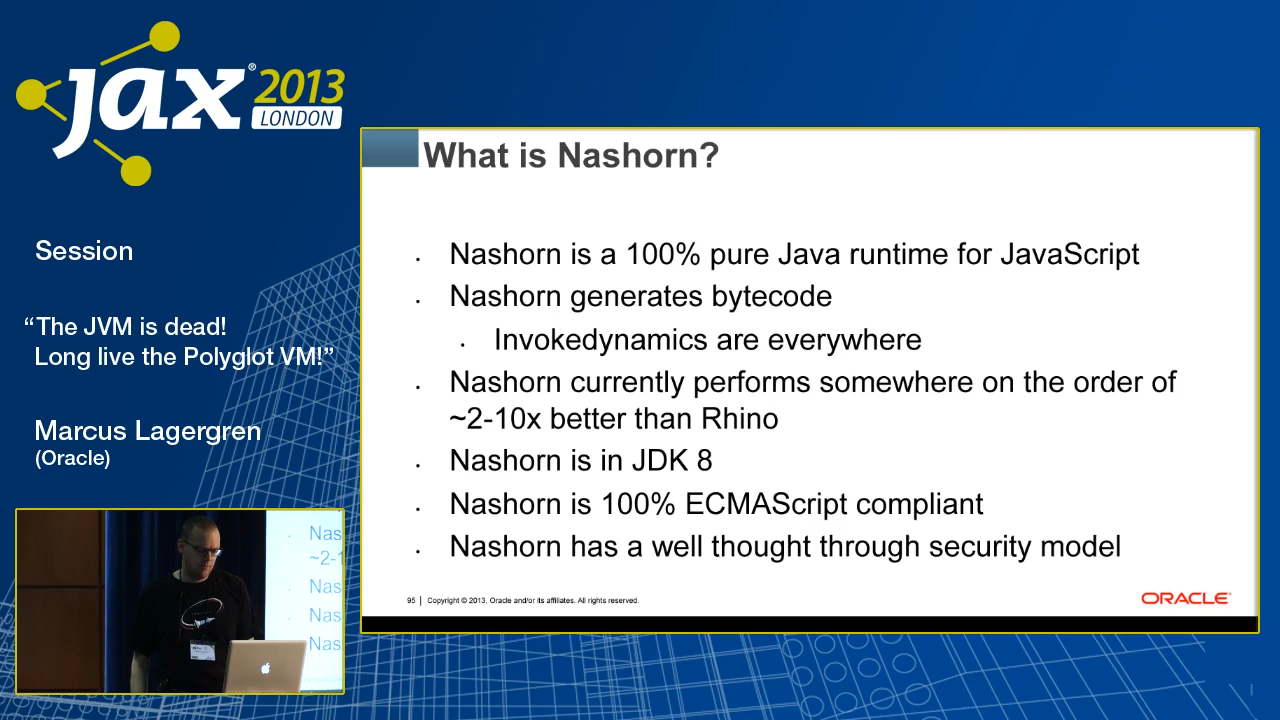 jax® 2013
LONDON
Session
“The JVM is dead!
Long live the Polyglot VM!”
Marcus Lagergren
(Oracle)
What is Nashorn?
• Nashorn is a 100% pure Java runtime for JavaScript
• Nashorn generates bytecode
• Invokedynamics are everywhere
• Nashorn currently performs somewhere on the order of
~2-10x better than Rhino
• Nashorn is in JDK 8
• Nashorn is 100% ECMAScript compliant
• Nashorn has a well thought through security model
95 | Copyright © 2013, Oracle and/or its affiliates. All rights reserved.
ORACLE®
Nas
~2-1
Nas
Nas
Nas